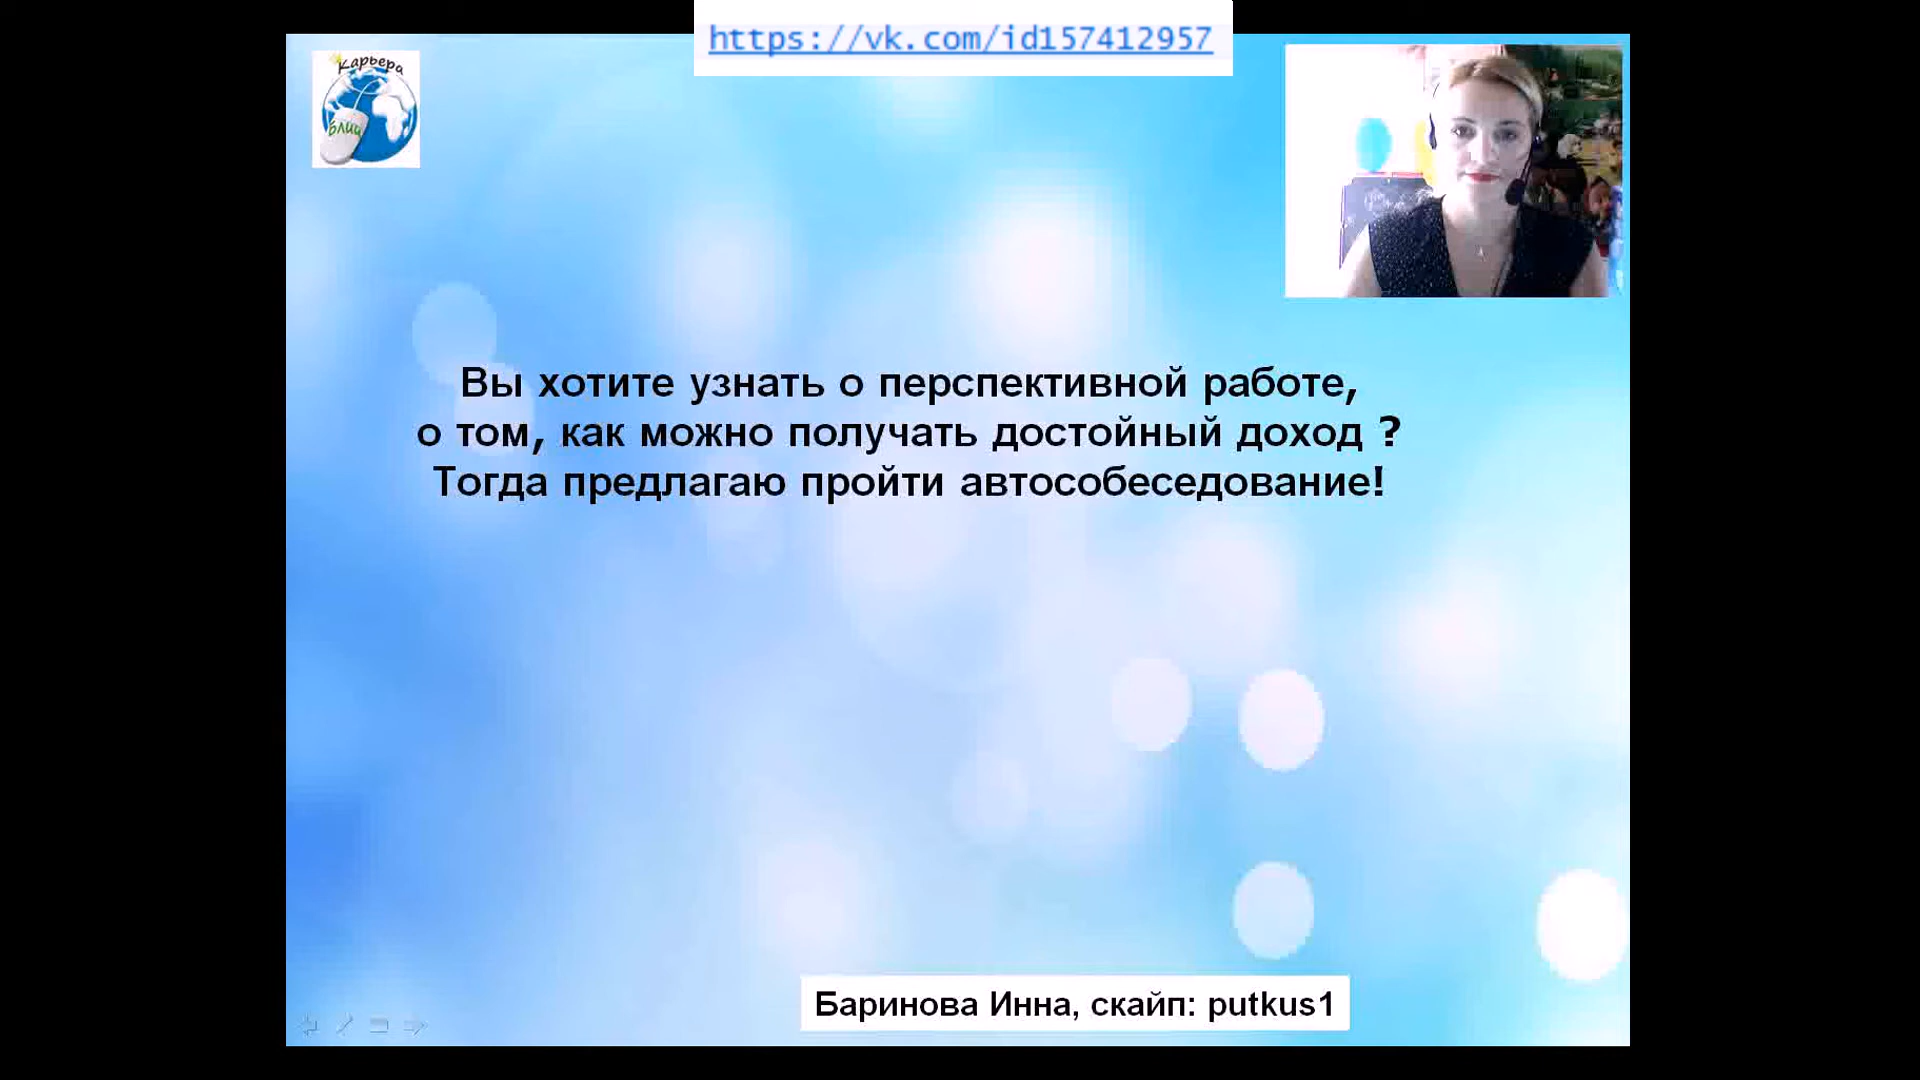 https://vk.com/id157412957
Карьера
блиц
Вы хотите узнать о перспективной работе,
о том, как можно получать достойный доход ?
Тогда предлагаю пройти автособеседование!
Баринова Инна, скайп: putkus1